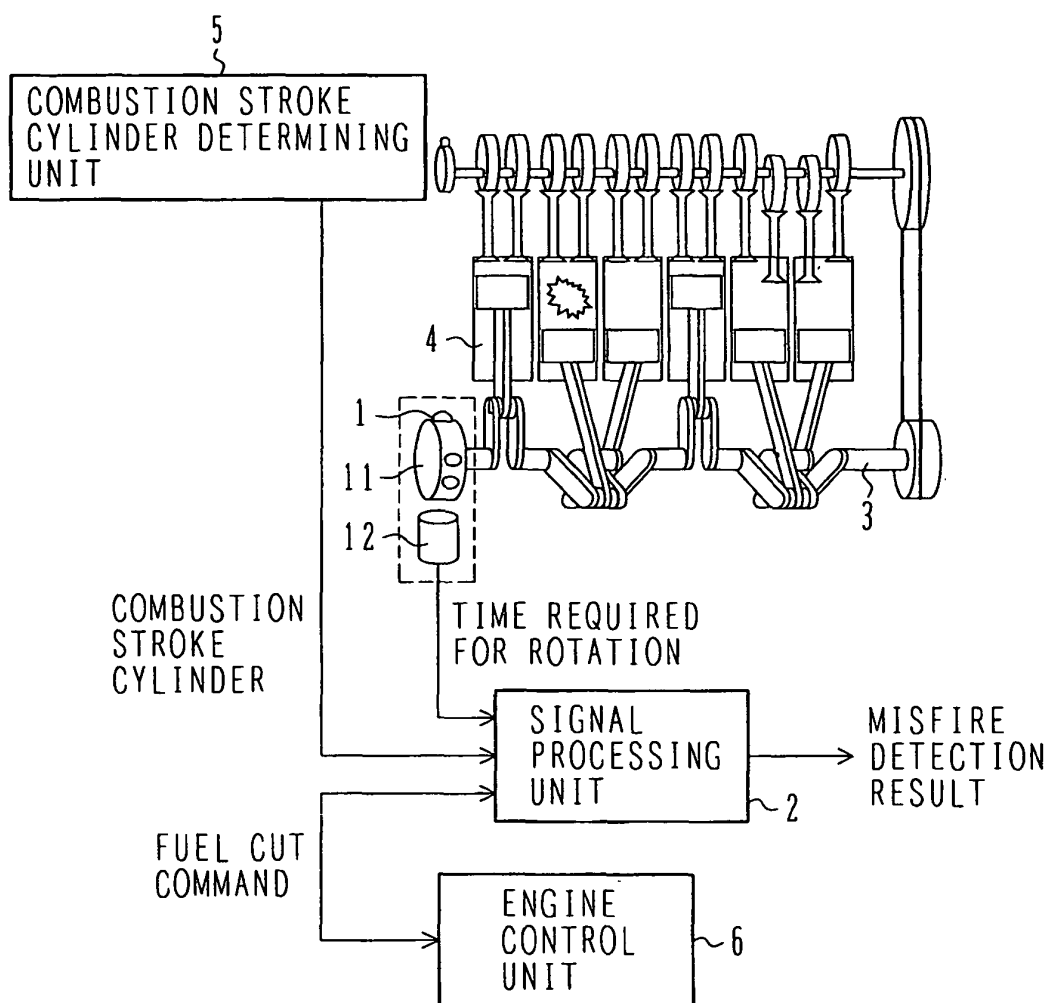 5
COMBUSTION STROKE
CYLINDER DETERMINING
UNIT
4
1
11
12
3
COMBUSTION
STROKE
CYLINDER
TIME REQUIRED
FOR ROTATION
SIGNAL
PROCESSING
UNIT
2
MISFIRE
DETECTION
RESULT
FUEL CUT
COMMAND
ENGINE
CONTROL
UNIT
6